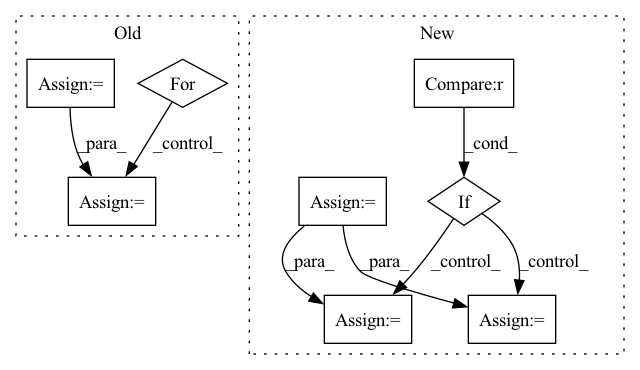 Old
New
Assign:=
For
Compare:r
_para_
_control_
_cond_
Assign:=
Assign:=
If
_para_
_para_
_control_
_control_
Assign:=
Assign:=